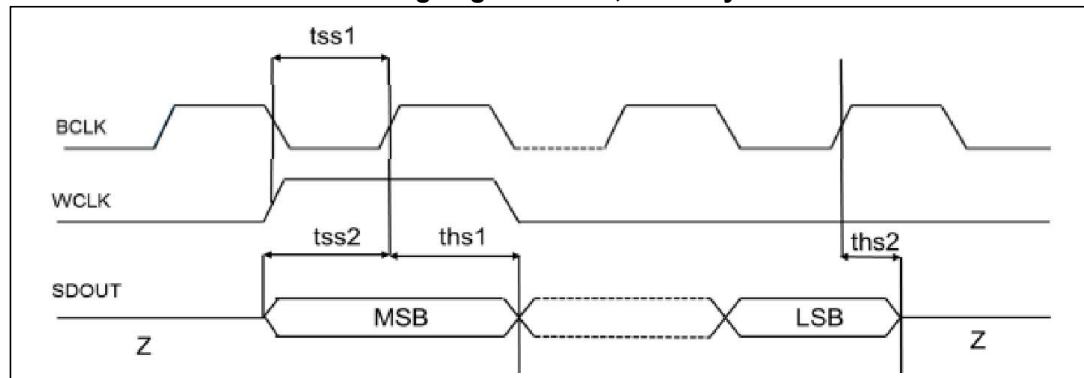 tss1
BCLK
WCLK
tss2 ths1 ths2
SDOUT
MSB LSB
Z Z